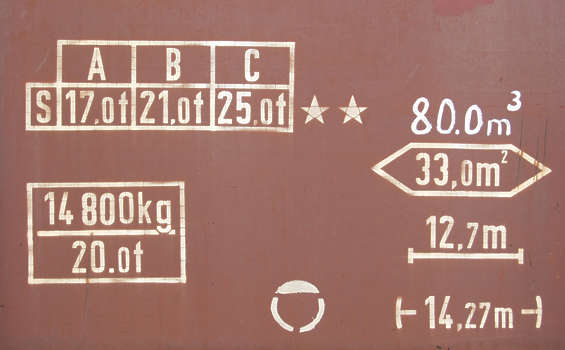 A B C
S 17,0t 21,0t 25,0t ★★
80.0m³
33,0m²
14 800kg
20.0t
12,7m
14,27m